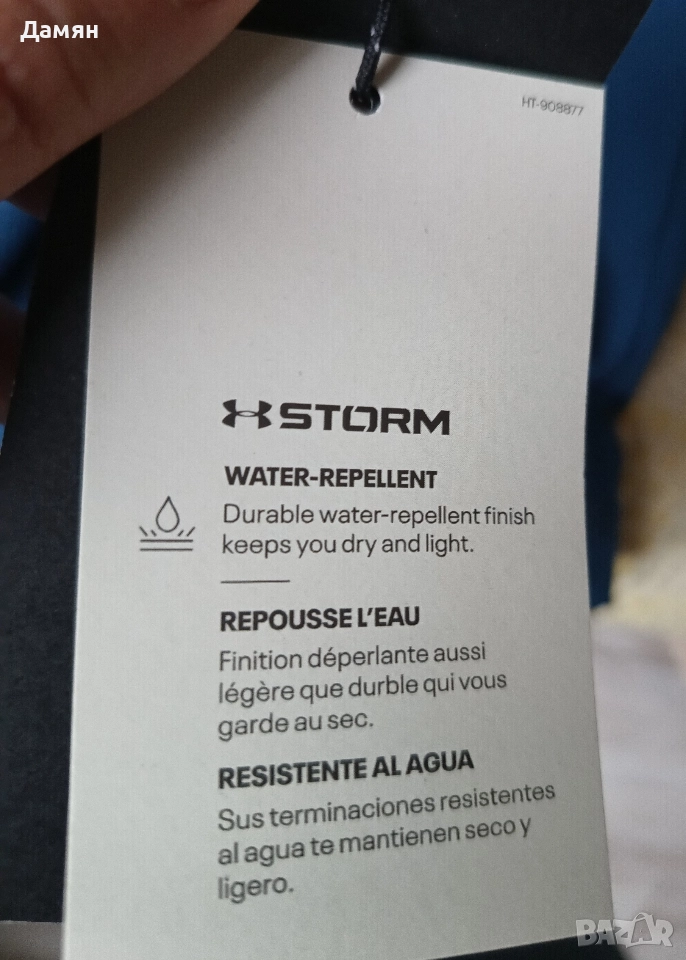 Дамян
HT-908877
STORM
WATER-REPELLENT
Durable water-repellent finish
keeps you dry and light.
REPOUSSE L'EAU
Finition déperlante aussi
légère que durble qui vous
garde au sec.
RESISTENTE AL AGUA
Sus terminaciones resistentes
al agua te mantienen seco y
ligero.
BAZAR